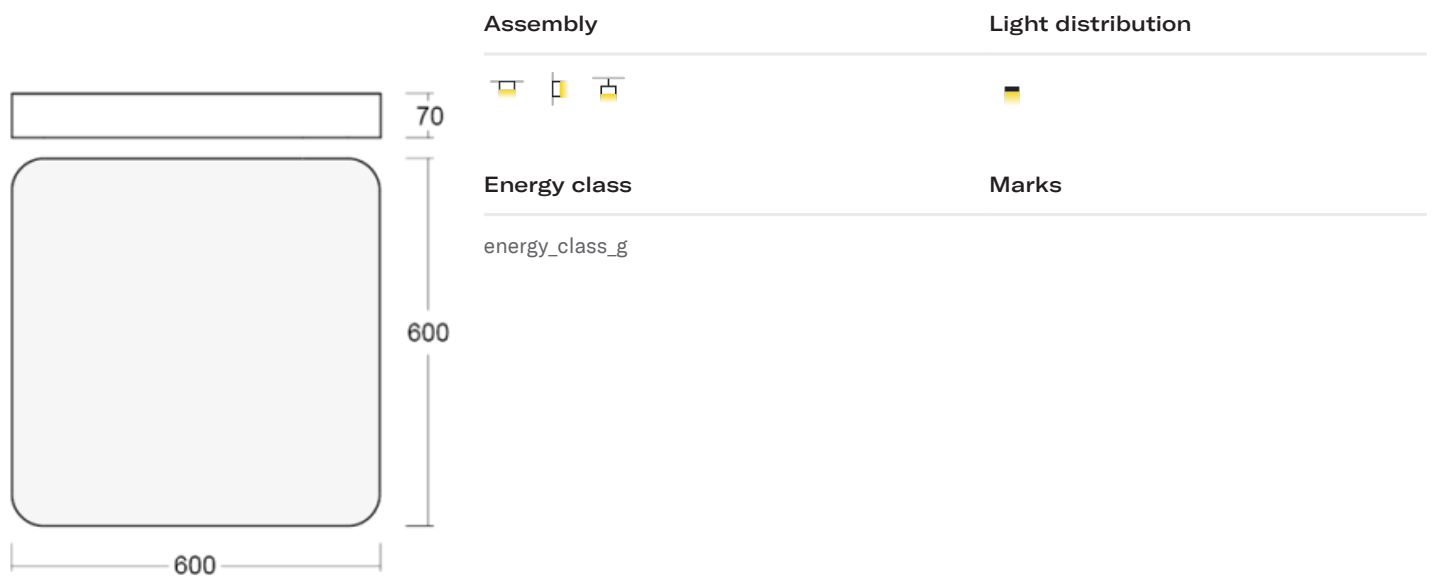 Assembly
Light distribution
70
Energy class
Marks
energy_class_g
600
600